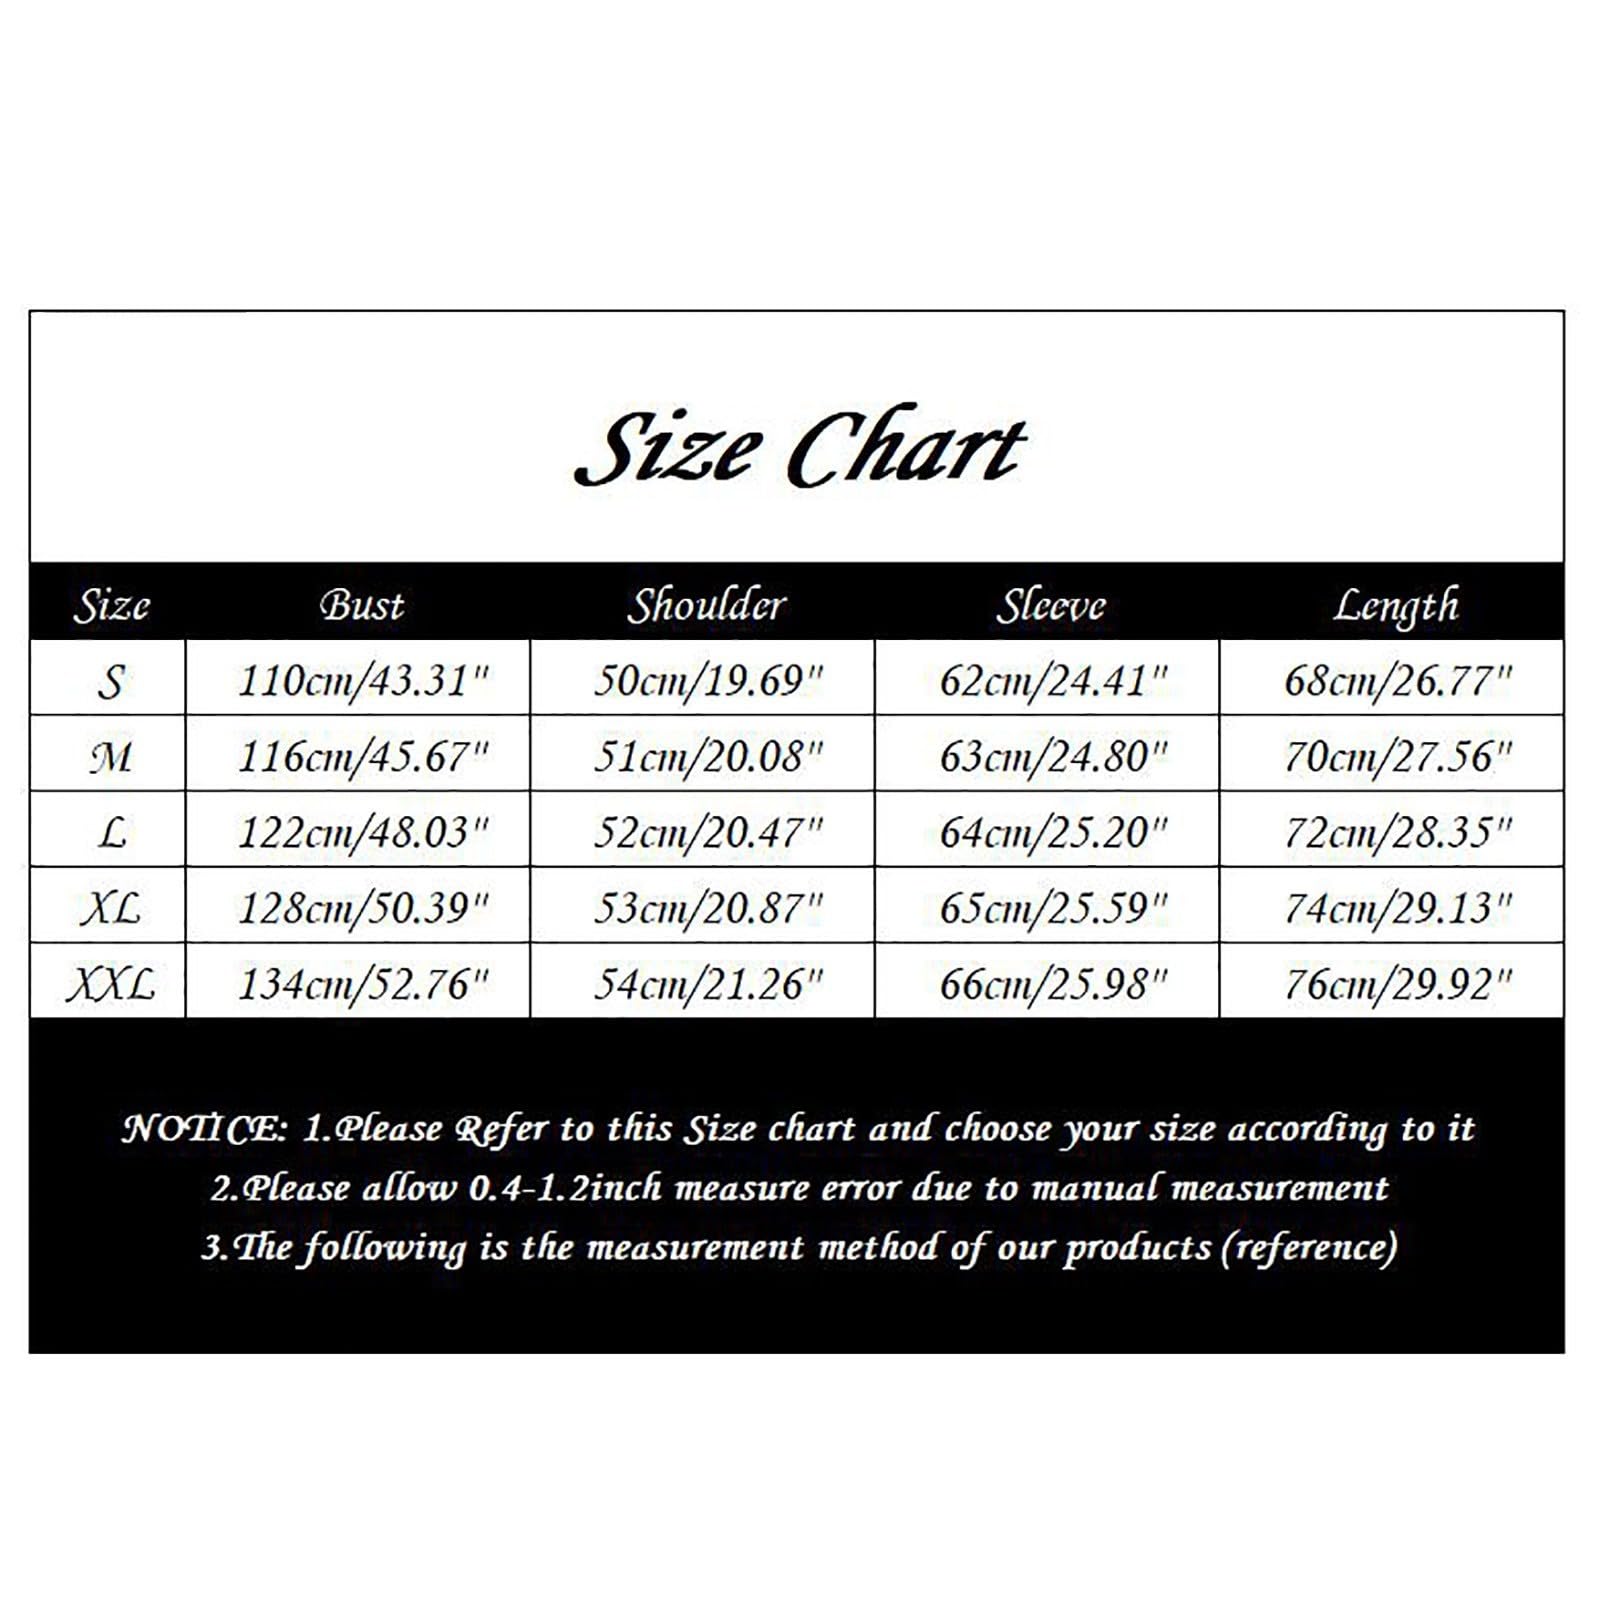 Size Chart
Size Bust Shoulder Sleeve Length
S 110cm/43.31" 50cm/19.69" 62cm/24.41" 68cm/26.77"
M 116cm/45.67" 51cm/20.08" 63cm/24.80" 70cm/27.56"
L 122cm/48.03" 52cm/20.47" 64cm/25.20" 72cm/28.35"
XL 128cm/50.39" 53cm/20.87" 65cm/25.59" 74cm/29.13"
XXL 134cm/52.76" 54cm/21.26" 66cm/25.98" 76cm/29.92"
NOTICE: 1.Please Refer to this Size chart and choose your size according to it
2.Please allow 0.4-1.2inch measure error due to manual measurement
3.The following is the measurement method of our products (reference)